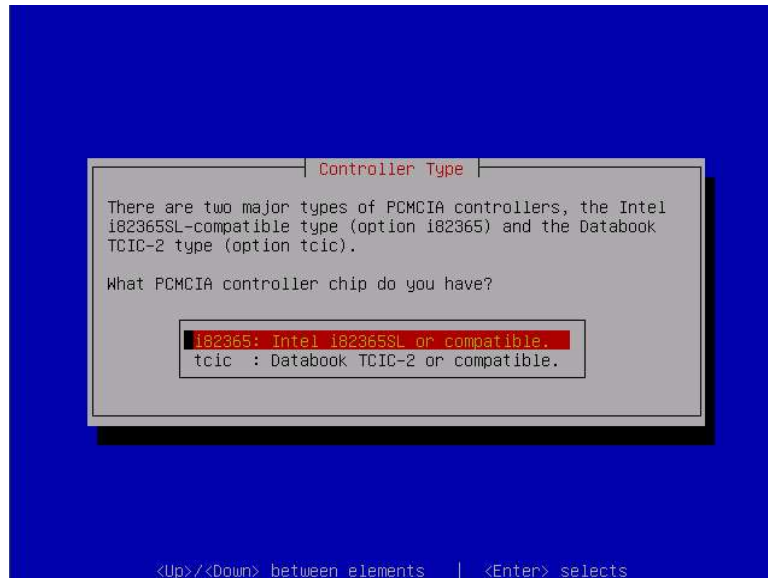 Controller Type
There are two major types of PCMCIA controllers, the Intel
i82365SL-compatible type (option i82365) and the Databook
TCIC-2 type (option tcic).
What PCMCIA controller chip do you have?
i82365: Intel i82365SL or compatible.
tcic  : Databook TCIC-2 or compatible.
<Up>/<Down> between elements   |  <Enter> selects